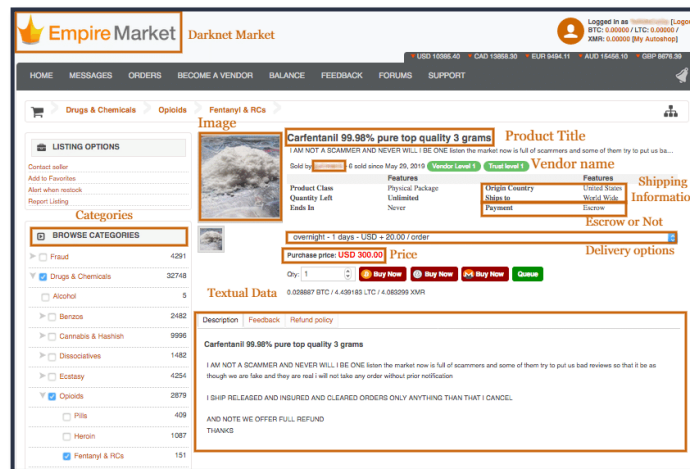 Empire Market
Darknet Market
Logged in as [Logou
BTC: 0.00000 / LTC: 0.00000 /
XMR: 0.00000 [My Autoshop]
USD 10385.40 CAD 13858.30 EUR 9494.11 AUD 15456.10 GBP 8678.39
HOME MESSAGES ORDERS BECOME A VENDOR BALANCE FEEDBACK FORUMS SUPPORT
Drugs & Chemicals Opioids Fentanyl & RCs
Image
LISTING OPTIONS
Contact seller
Add to Favorites
Alert when restock
Report Listing
Categories
BROWSE CATEGORIES
Fraud 4291
Drugs & Chemicals 32748
Alcohol 5
Benzos 2482
Cannabis & Hashish 9996
Dissociatives 1482
Ecstasy 4254
Opioids 2879
Pills 409
Heroin 1087
Fentanyl & RCs 151
Carfentanil 99.98% pure top quality 3 grams Product Title
I AM NOT A SCAMMER AND NEVER WILL I BE ONE listen the market now is full of scammers and some of them try to put us ba...
Sold by - 6 sold since May 29, 2019 Vendor Level 1 Trust level 1 Vendor name
Features Features
Product Class Physical Package Origin Country United States
Quantity Left Unlimited Ships to World Wide
Ends In Never Payment Escrow
Shipping
Information
Escrow or Not
overnight - 1 days - USD + 20.00 / order
Delivery options
Purchase price: USD 300.00 Price
Qty: 1 Buy Now Buy Now Buy Now Queue
Textual Data
0.028887 BTC / 4.439193 LTC / 4.083299 XMR
Description Feedback Refund policy
Carfentanil 99.98% pure top quality 3 grams
I AM NOT A SCAMMER AND NEVER WILL I BE ONE listen the market now is full of scammers and some of them try to put us bad reviews so that it be as
though we are fake and they are real i will not take any order without prior notification
I SHIP RELEASED AND INSURED AND CLEARED ORDERS ONLY ANYTHING THAN THAT I CANCEL
AND NOTE WE OFFER FULL REFUND
THANKS